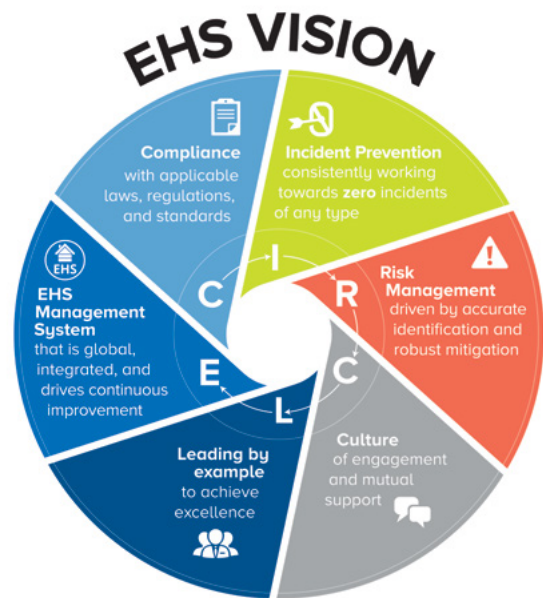 EHS VISION
Compliance
with applicable
laws, regulations,
and standards
Incident Prevention
consistently working
towards zero incidents
of any type
Risk
Management
driven by accurate
identification and
robust mitigation
Culture
of engagement
and mutual
support
Leading by
example
to achieve
excellence
EHS
EHS
Management
System
that is global,
integrated, and
drives continuous
improvement
C
I
R
C
L
E